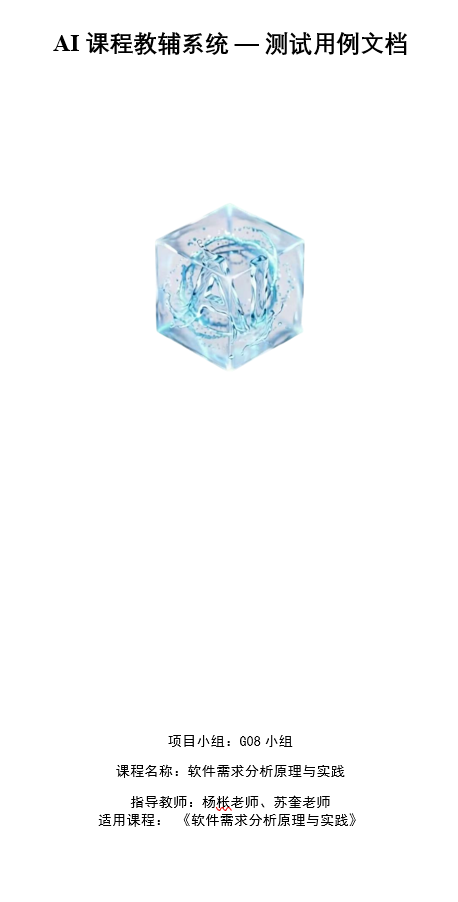 AI 课程教辅系统 — 测试用例文档
AI
项目小组：G08 小组
课程名称：软件需求分析原理与实践
指导教师：杨枨老师、苏奎老师
适用课程： 《软件需求分析原理与实践》